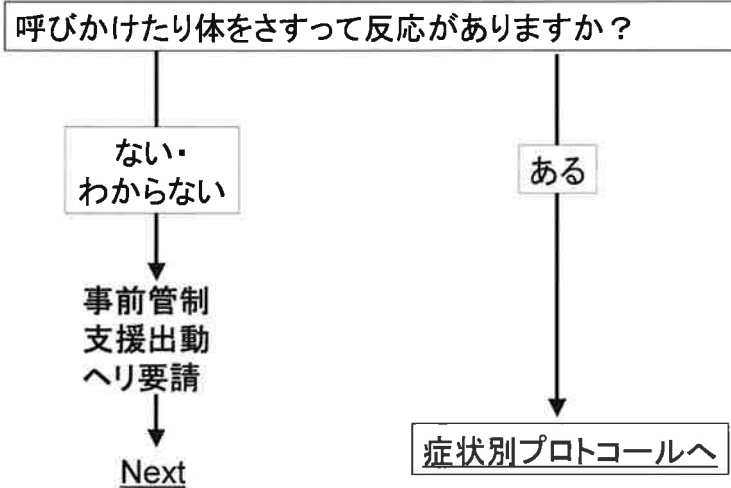 呼びかけたり体をさすって反応がありますか？
ない・
わからない
ある
事前管制
支援出動
ヘリ要請
Next
症状別プロトコールへ